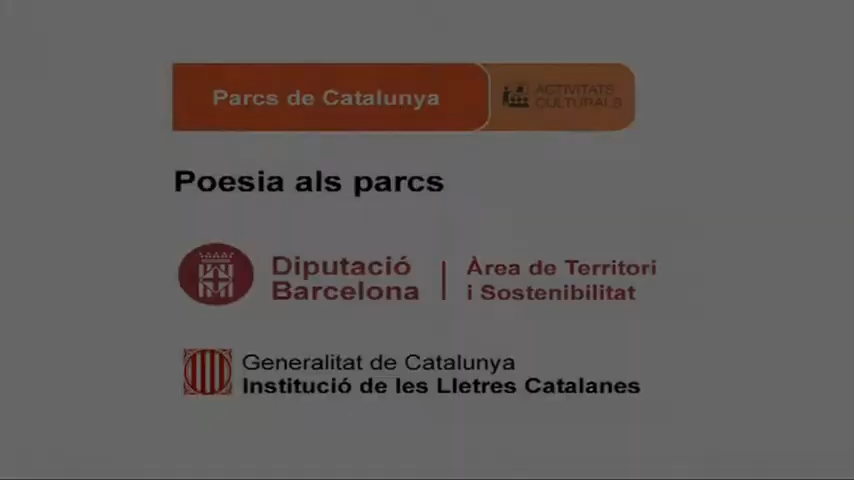 Parcs de Catalunya
ACTIVITATS
CULTURALS
Poesia als parcs
Diputació
Barcelona
Àrea de Territori
i Sostenibilitat
Generalitat de Catalunya
Institució de les Lletres Catalanes